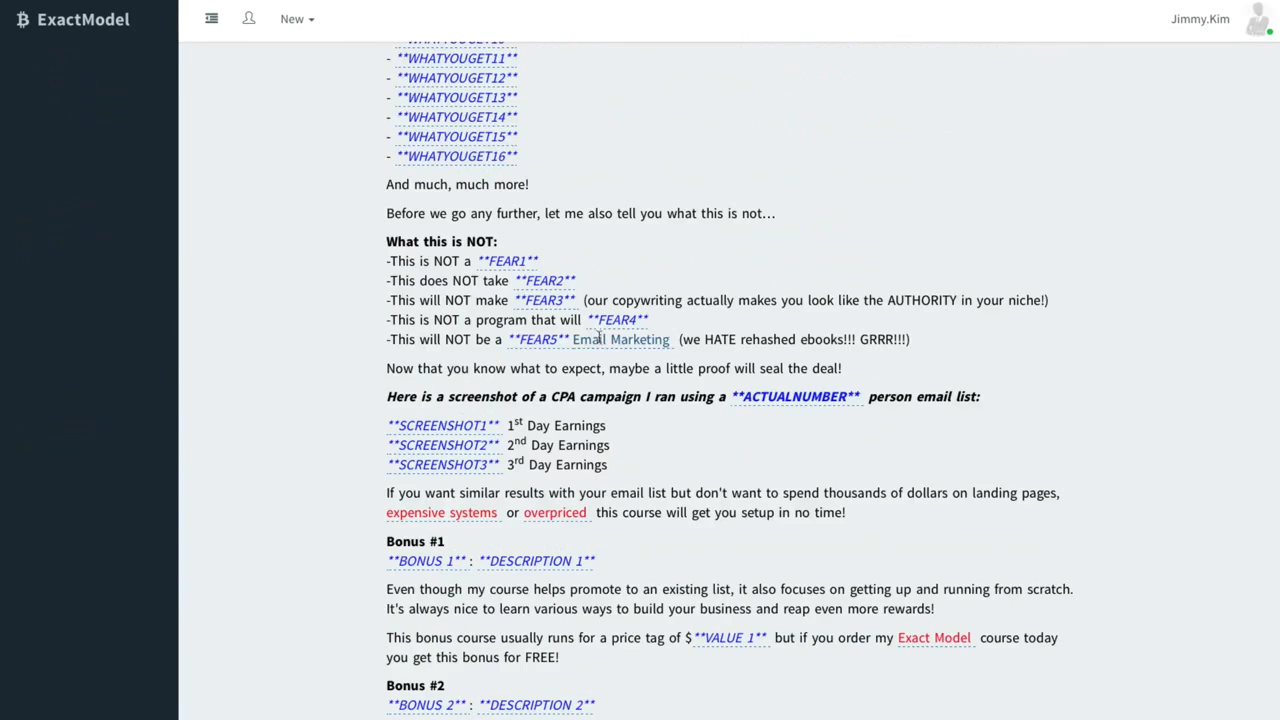 ExactModel
New
Jimmy.Kim
- **WHATYOUGET10**
- **WHATYOUGET11**
- **WHATYOUGET12**
- **WHATYOUGET13**
- **WHATYOUGET14**
- **WHATYOUGET15**
- **WHATYOUGET16**
And much, much more!
Before we go any further, let me also tell you what this is not…
What this is NOT:
-This is NOT a **FEAR1**
-This does NOT take **FEAR2**
-This will NOT make **FEAR3** (our copywriting actually makes you look like the AUTHORITY in your niche!)
-This is NOT a program that will **FEAR4**
-This will NOT be a **FEAR5** Email Marketing (we HATE rehashed ebooks!!! GRRR!!!)
Now that you know what to expect, maybe a little proof will seal the deal!
Here is a screenshot of a CPA campaign I ran using a **ACTUALNUMBER** person email list:
**SCREENSHOT1** 1st Day Earnings
**SCREENSHOT2** 2nd Day Earnings
**SCREENSHOT3** 3rd Day Earnings
If you want similar results with your email list but don't want to spend thousands of dollars on landing pages,
expensive systems or overpriced this course will get you setup in no time!
Bonus #1
**BONUS 1** : **DESCRIPTION 1**
Even though my course helps promote to an existing list, it also focuses on getting up and running from scratch.
It's always nice to learn various ways to build your business and reap even more rewards!
This bonus course usually runs for a price tag of $**VALUE 1** but if you order my Exact Model course today
you get this bonus for FREE!
Bonus #2
**BONUS 2** : **DESCRIPTION 2**